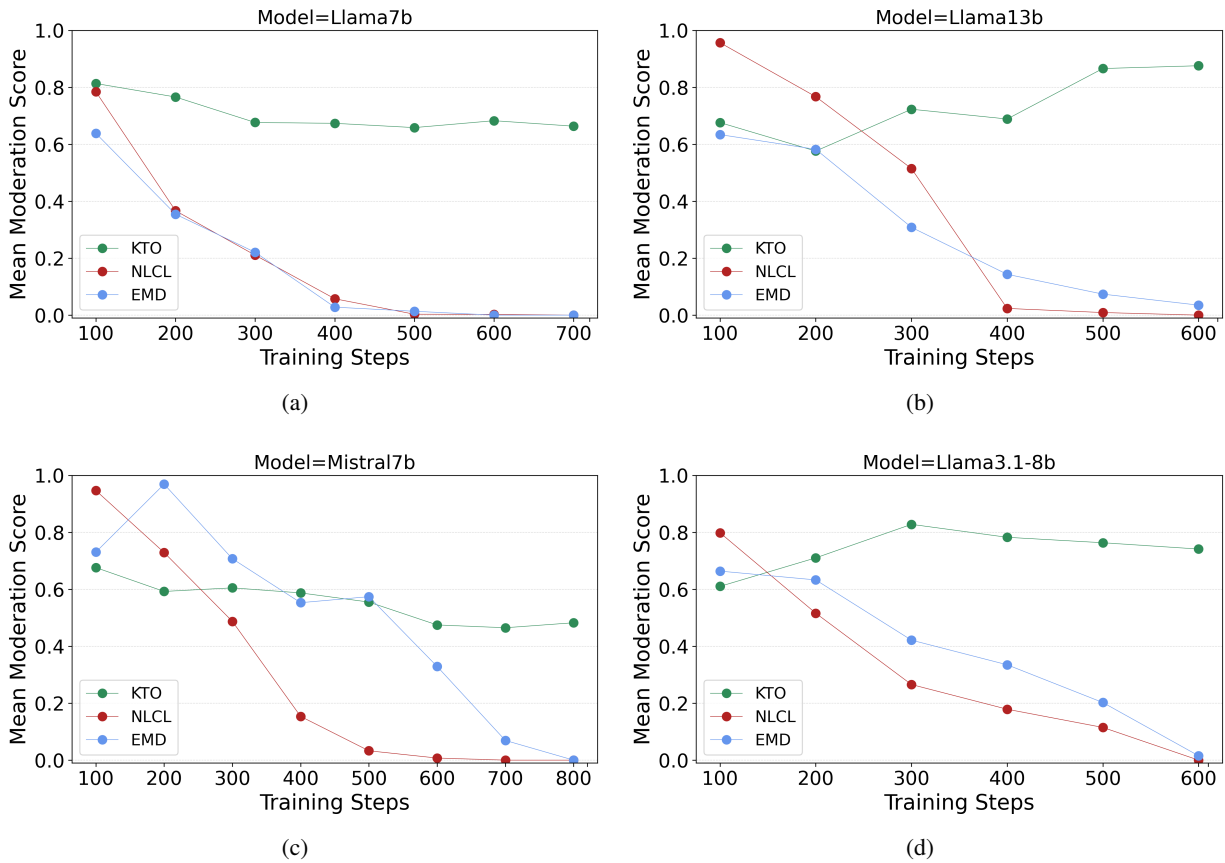 Model=Llama7b
1.0
0.8
0.6
0.4
0.2
0.0
Mean Moderation Score
KTO
NLCL
EMD
100 200 300 400 500 600 700
Training Steps
(a)
Model=Llama13b
1.0
0.8
0.6
0.4
0.2
0.0
Mean Moderation Score
KTO
NLCL
EMD
100 200 300 400 500 600
Training Steps
(b)
Model=Mistral7b
1.0
0.8
0.6
0.4
0.2
0.0
Mean Moderation Score
KTO
NLCL
EMD
100 200 300 400 500 600 700 800
Training Steps
(c)
Model=Llama3.1-8b
1.0
0.8
0.6
0.4
0.2
0.0
Mean Moderation Score
KTO
NLCL
EMD
100 200 300 400 500 600
Training Steps
(d)